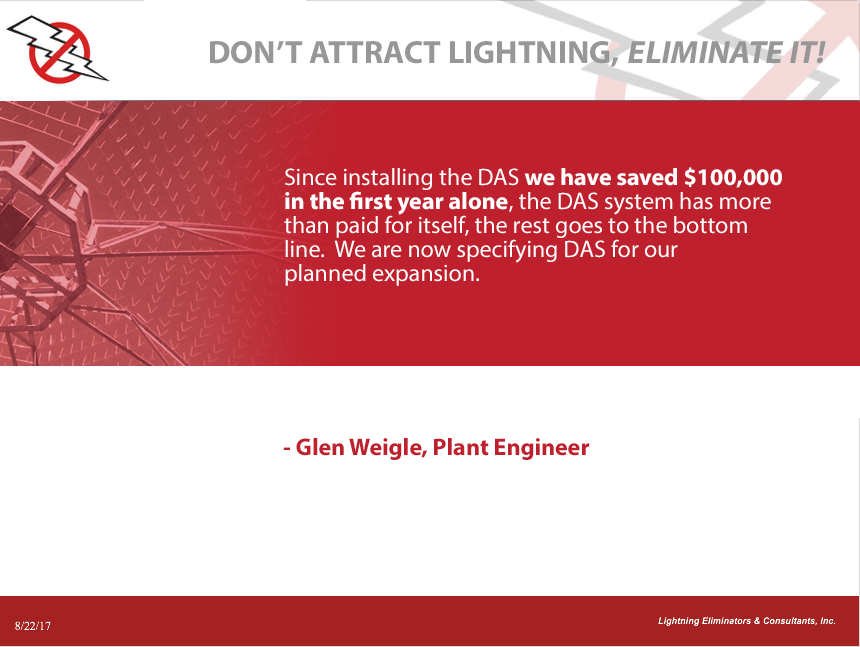 DON’T ATTRACT LIGHTNING, ELIMINATE IT!
Since installing the DAS we have saved $100,000
in the first year alone, the DAS system has more
than paid for itself, the rest goes to the bottom
line.  We are now specifying DAS for our
planned expansion.
- Glen Weigle, Plant Engineer
8/22/17
Lightning Eliminators & Consultants, Inc.